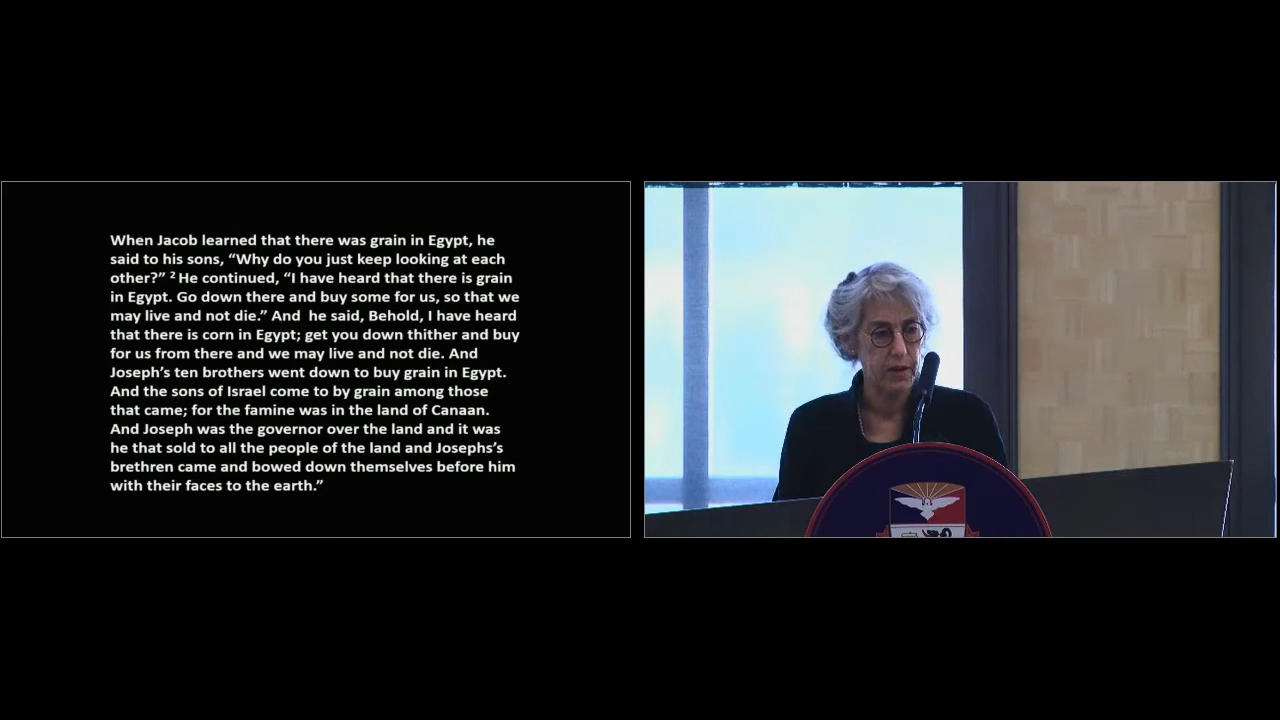 When Jacob learned that there was grain in Egypt, he
said to his sons, “Why do you just keep looking at each
other?” ² He continued, “I have heard that there is grain
in Egypt. Go down there and buy some for us, so that we
may live and not die.” And  he said, Behold, I have heard
that there is corn in Egypt; get you down thither and buy
for us from there and we may live and not die. And
Joseph’s ten brothers went down to buy grain in Egypt.
And the sons of Israel come to by grain among those
that came; for the famine was in the land of Canaan.
And Joseph was the governor over the land and it was
he that sold to all the people of the land and Josephs’s
brethren came and bowed down themselves before him
with their faces to the earth.”